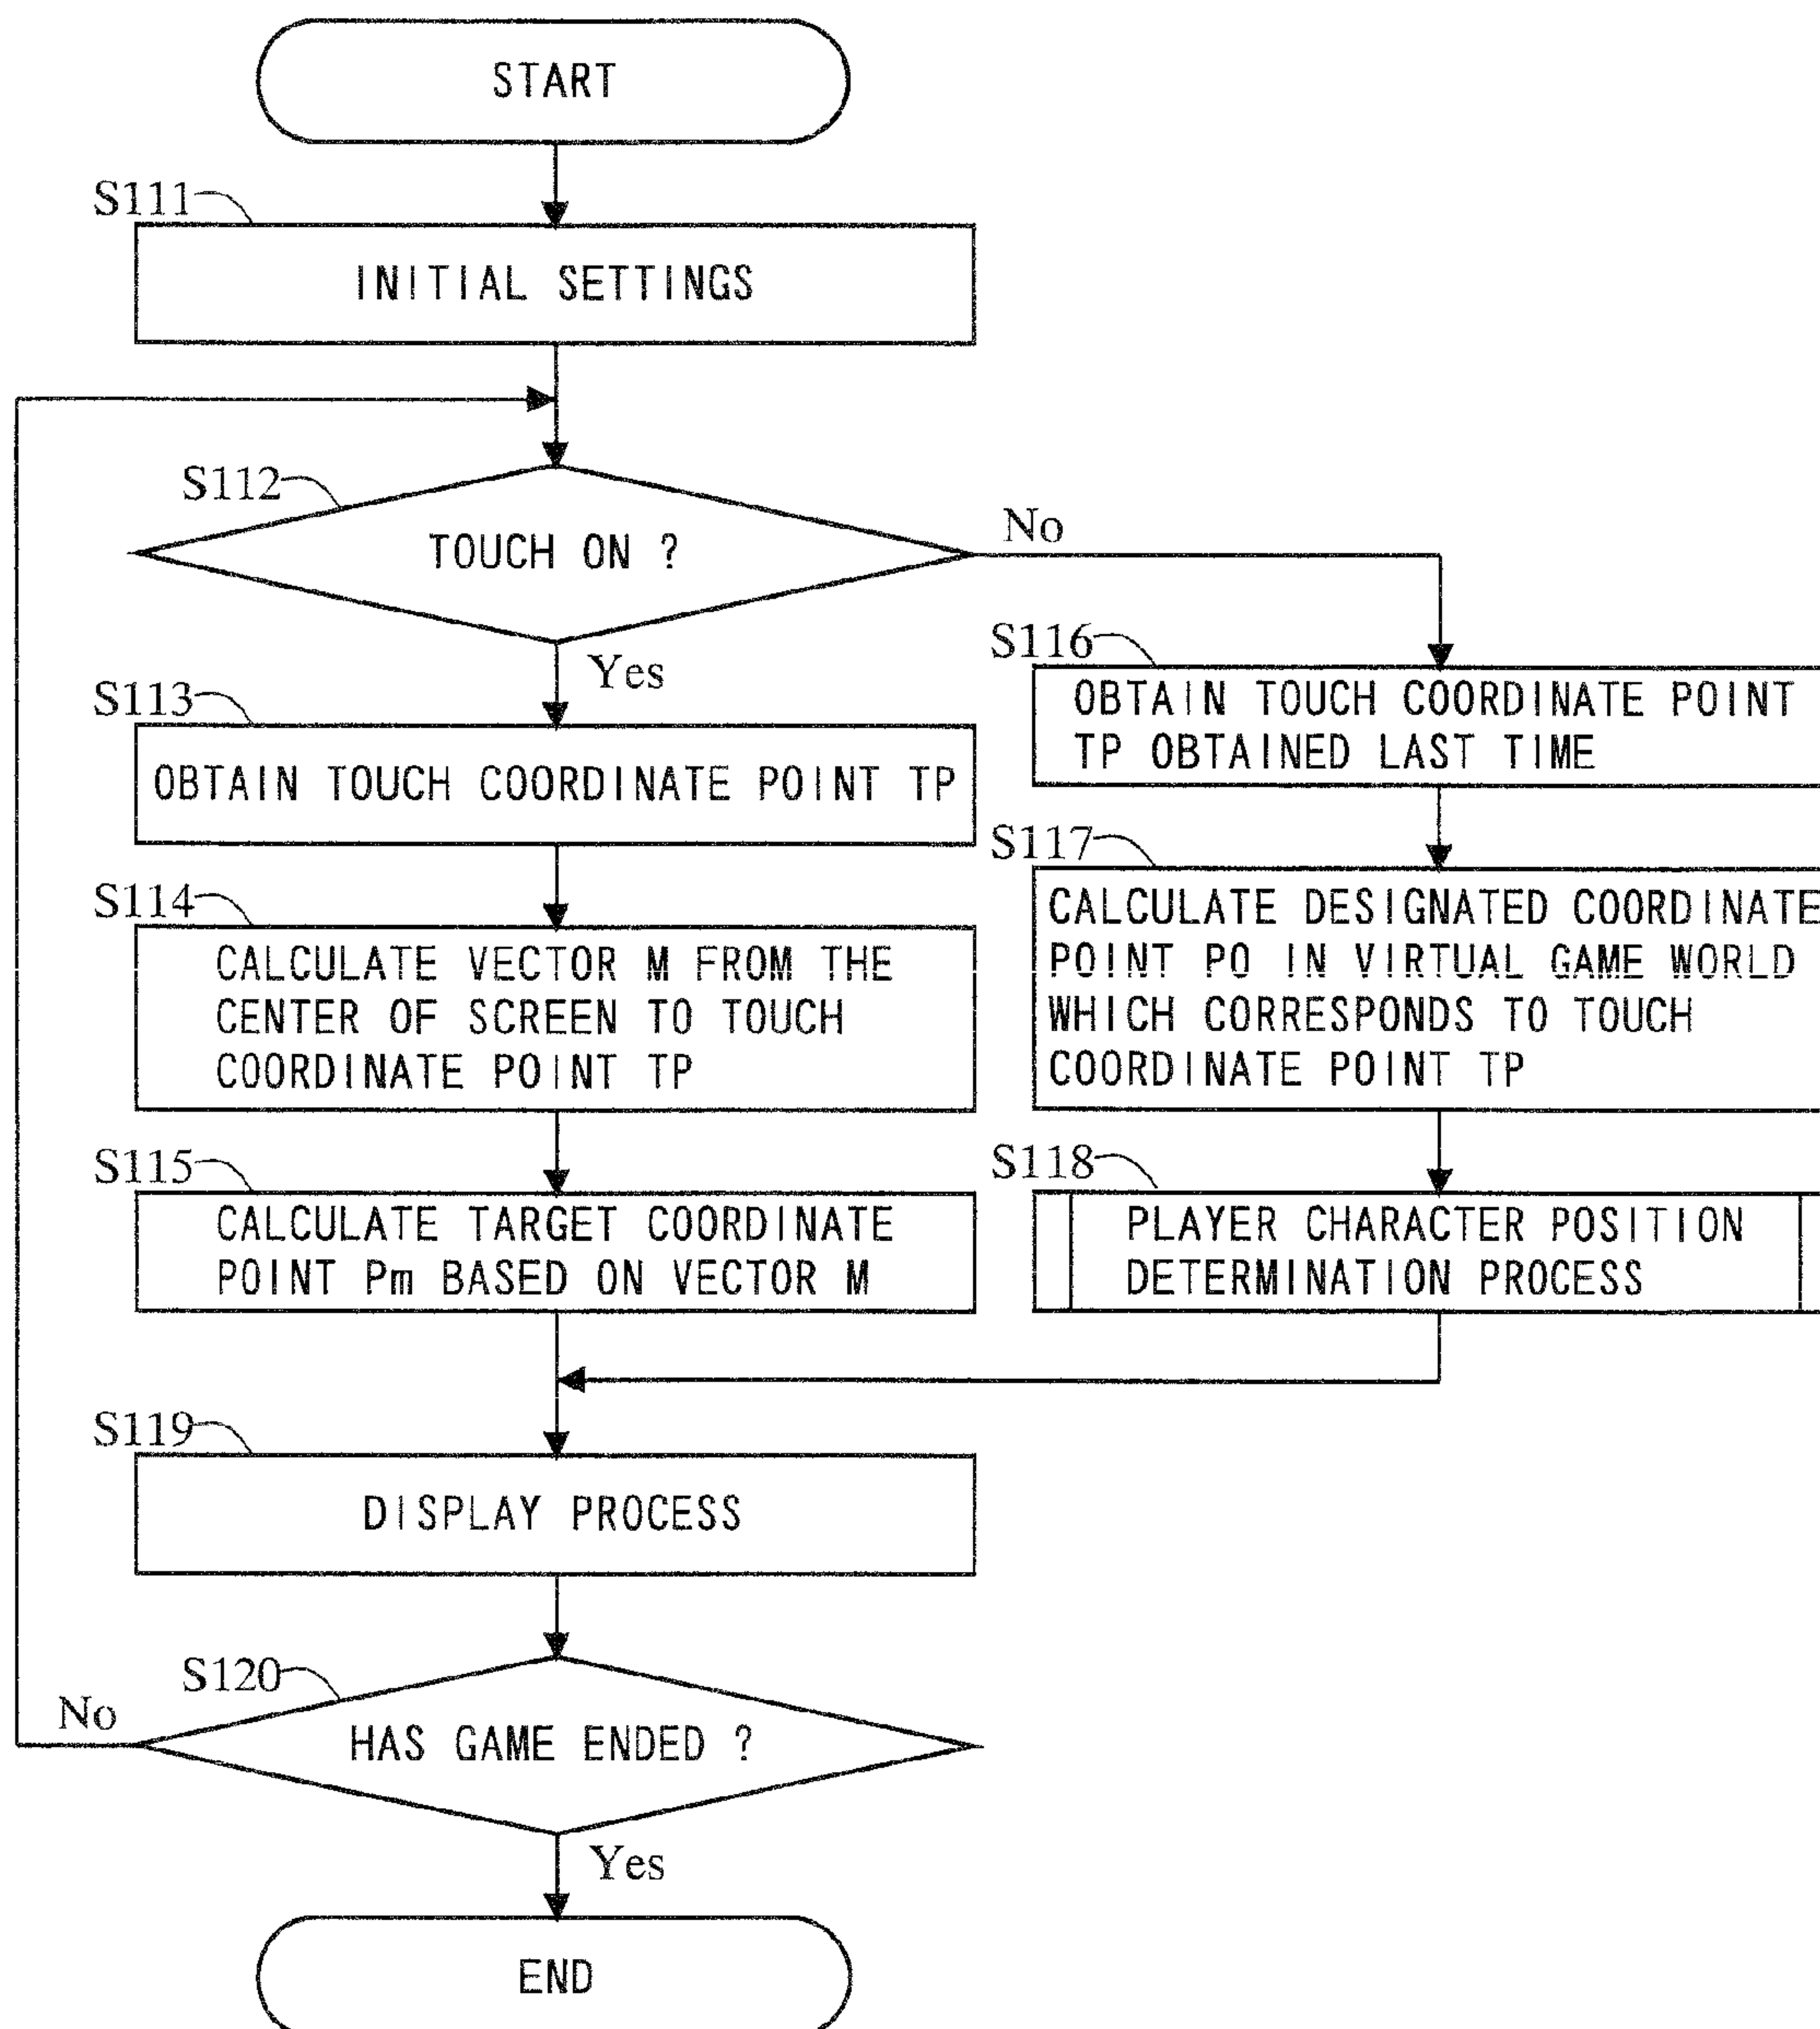 START
S111
INITIAL SETTINGS
S112
TOUCH ON ?
No
Yes
S113
OBTAIN TOUCH COORDINATE POINT TP
S114
CALCULATE VECTOR M FROM THE
CENTER OF SCREEN TO TOUCH
COORDINATE POINT TP
S115
CALCULATE TARGET COORDINATE
POINT Pm BASED ON VECTOR M
S116
OBTAIN TOUCH COORDINATE POINT
TP OBTAINED LAST TIME
S117
CALCULATE DESIGNATED COORDINATE
POINT P0 IN VIRTUAL GAME WORLD
WHICH CORRESPONDS TO TOUCH
COORDINATE POINT TP
S118
PLAYER CHARACTER POSITION
DETERMINATION PROCESS
S119
DISPLAY PROCESS
S120
No
HAS GAME ENDED ?
Yes
END